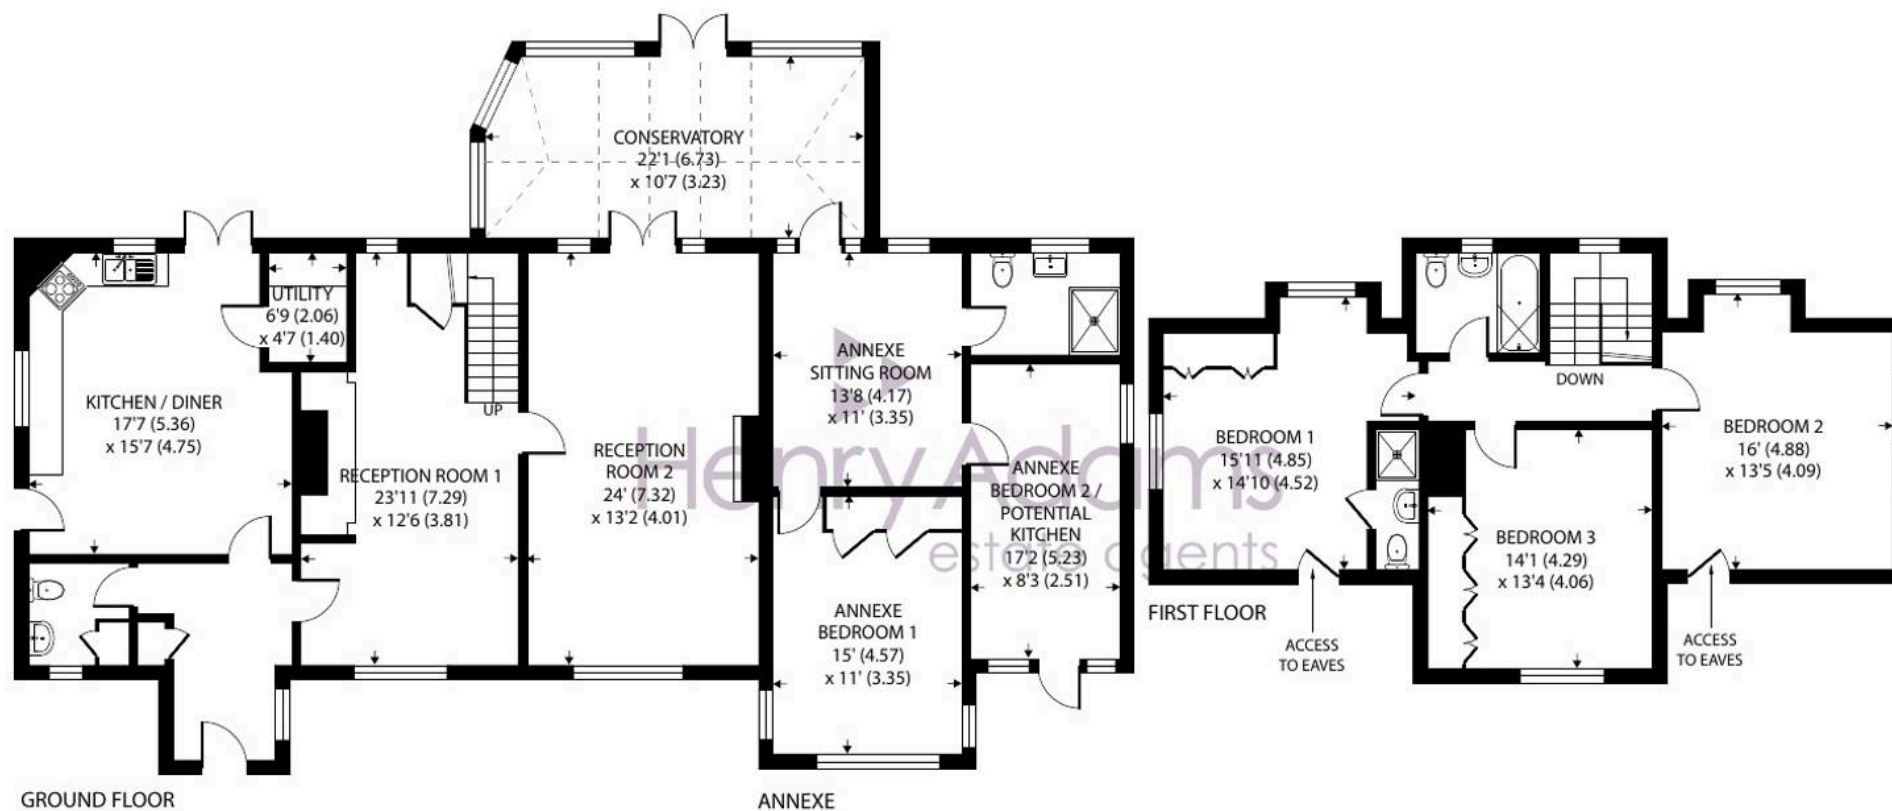 CONSERVATORY
22'1 (6.73)
x 10'7 (3.23)
UTILITY
6'9 (2.06)
x 4'7 (1.40)
KITCHEN / DINER
17'7 (5.36)
x 15'7 (4.75)
UP
RECEPTION ROOM 1
23'11 (7.29)
x 12'6 (3.81)
RECEPTION
ROOM 2
24' (7.32)
x 13'2 (4.01)
ANNEXE
SITTING ROOM
13'8 (4.17)
x 11' (3.35)
ANNEXE
BEDROOM 2 /
POTENTIAL
KITCHEN
17'2 (5.23)
x 8'3 (2.51)
ANNEXE
BEDROOM 1
15' (4.57)
x 11' (3.35)
Henry Adams
estate agents
DOWN
BEDROOM 1
15'11 (4.85)
x 14'10 (4.52)
BEDROOM 2
16' (4.88)
x 13'5 (4.09)
BEDROOM 3
14'1 (4.29)
x 13'4 (4.06)
FIRST FLOOR
ACCESS
TO EAVES
ACCESS
TO EAVES
GROUND FLOOR
ANNEXE